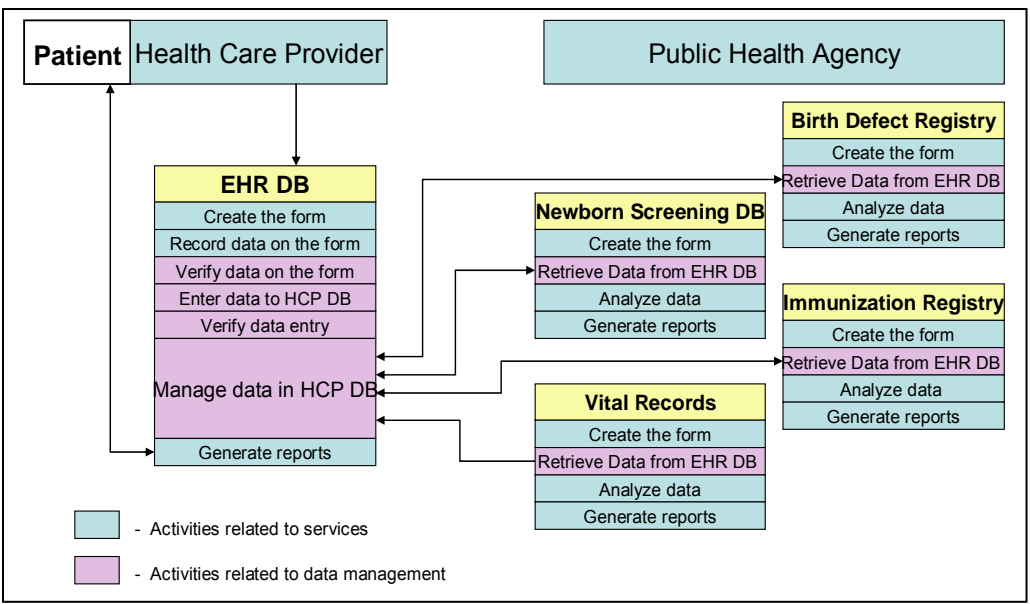 Patient
Health Care Provider
Public Health Agency
EHR DB
Create the form
Record data on the form
Verify data on the form
Enter data to HCP DB
Verify data entry
Manage data in HCP DB
Generate reports
Newborn Screening DB
Create the form
Retrieve Data from EHR DB
Analyze data
Generate reports
Vital Records
Create the form
Retrieve Data from EHR DB
Analyze data
Generate reports
Birth Defect Registry
Create the form
Retrieve Data from EHR DB
Analyze data
Generate reports
Immunization Registry
Create the form
Retrieve Data from EHR DB
Analyze data
Generate reports
- Activities related to services
- Activities related to data management